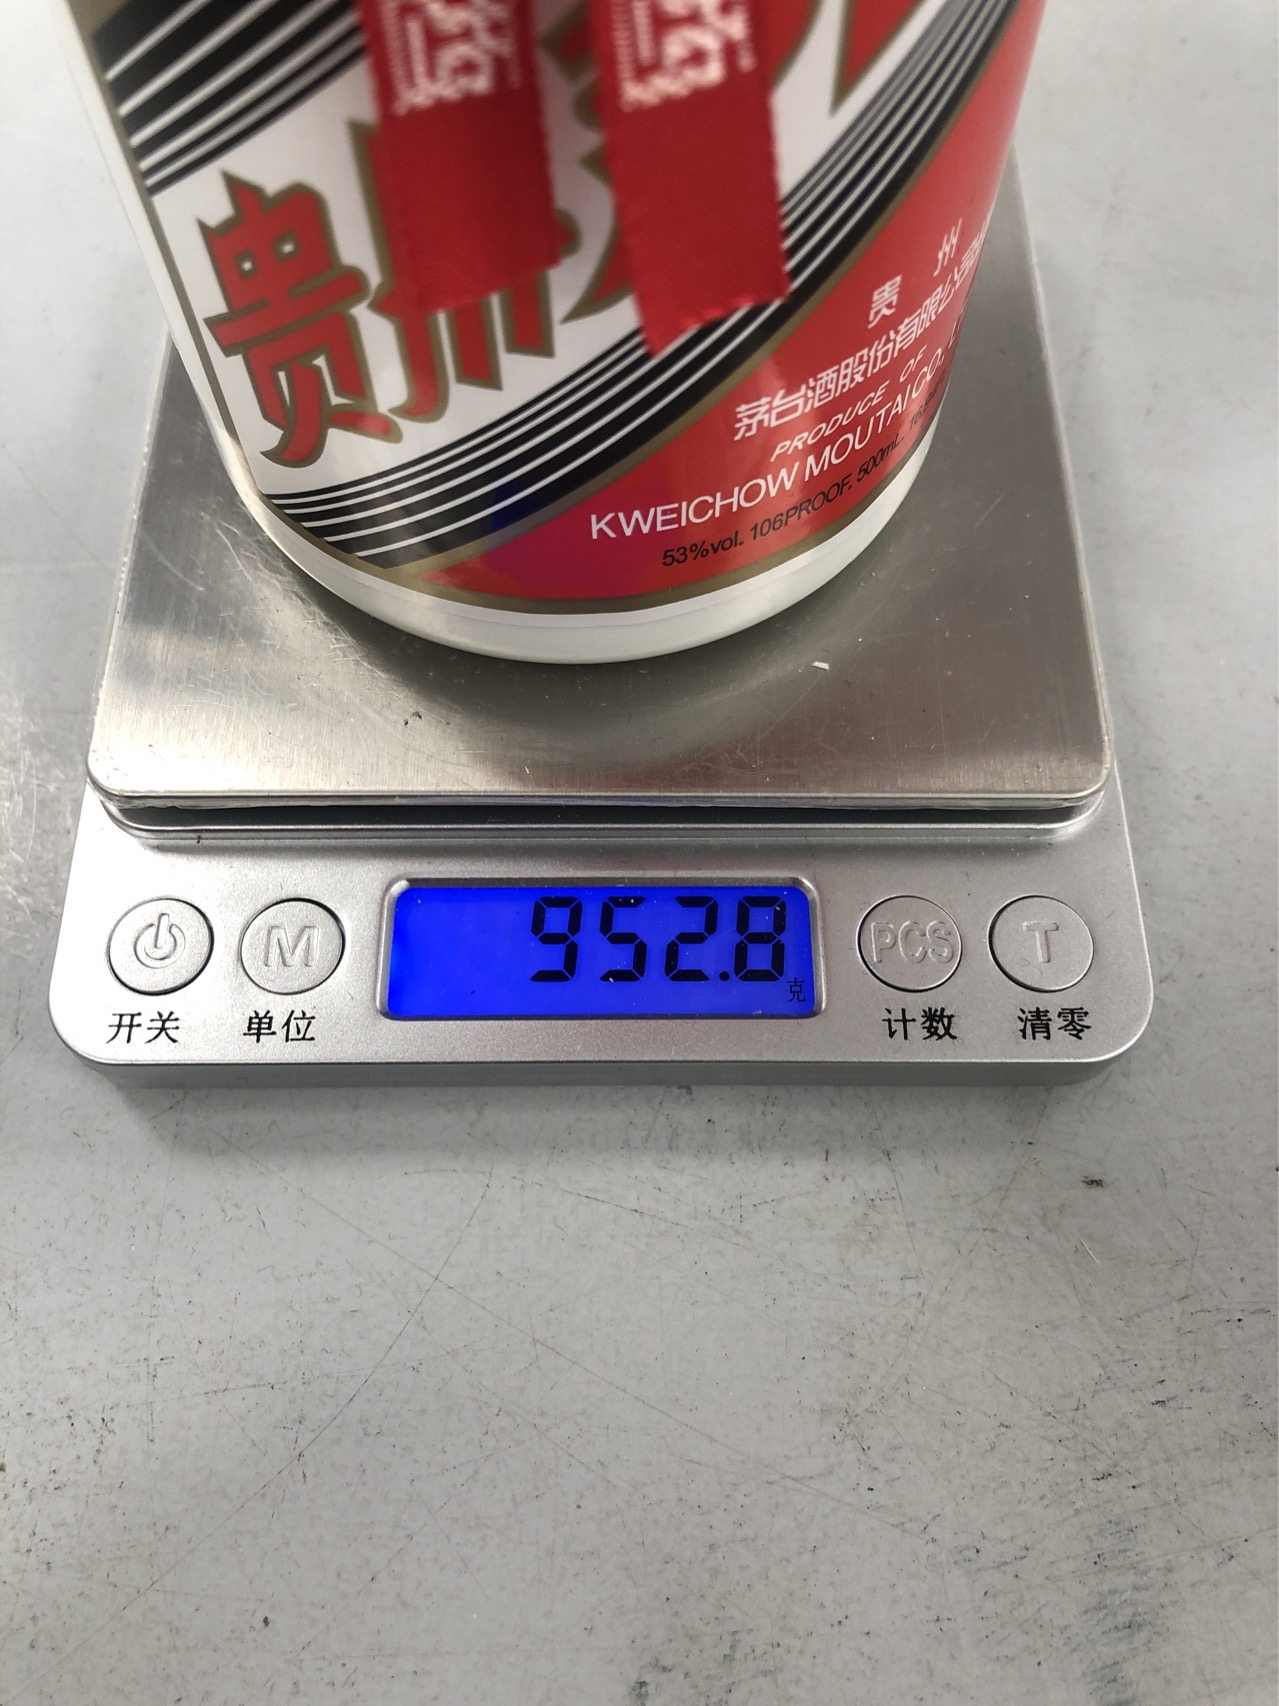 贵州
贵州
茅台酒股份有限公司
PRODUCE OF
KWEICHOW MOUTAI CO.,
53%vol. 106PROOF. 500mL.
952.8
克
M
PCS
T
开关
单位
计数
清零